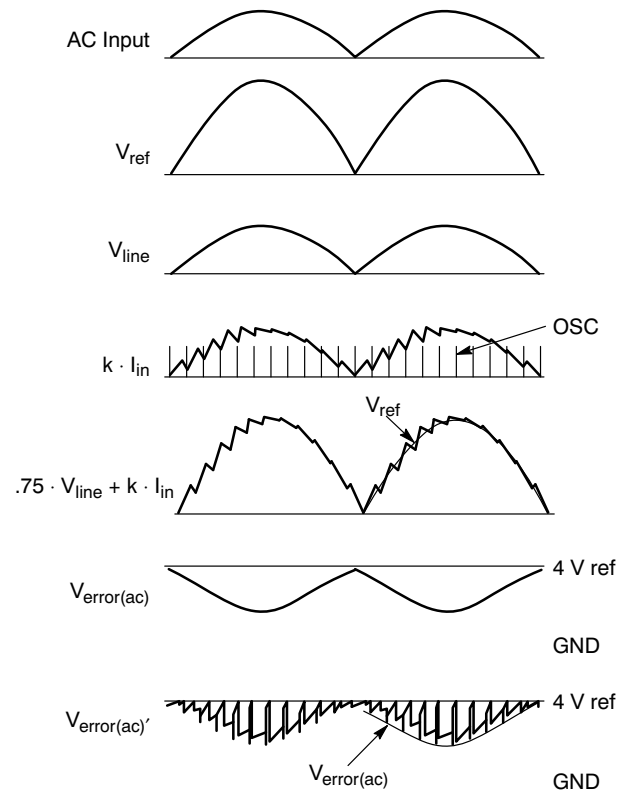 AC Input
Vref
Vline
OSC
k · Iin
Vref
.75 · Vline + k · Iin
4 V ref
Verror(ac)
GND
4 V ref
Verror(ac)′
Verror(ac)
GND